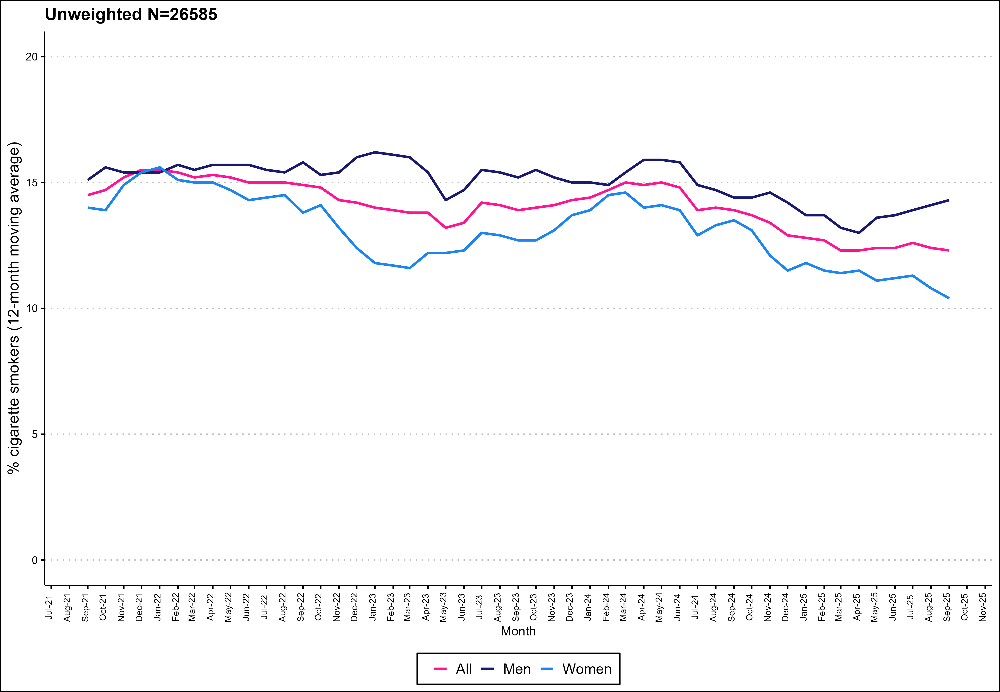 Unweighted N=26585
% cigarette smokers (12-month moving average)
20
15
10
5
0
Jul-21
Aug-21
Sep-21
Oct-21
Nov-21
Dec-21
Jan-22
Feb-22
Mar-22
Apr-22
May-22
Jun-22
Jul-22
Aug-22
Sep-22
Oct-22
Nov-22
Dec-22
Jan-23
Feb-23
Mar-23
Apr-23
May-23
Jun-23
Jul-23
Aug-23
Sep-23
Oct-23
Nov-23
Dec-23
Jan-24
Feb-24
Mar-24
Apr-24
May-24
Jun-24
Jul-24
Aug-24
Sep-24
Oct-24
Nov-24
Dec-24
Jan-25
Feb-25
Mar-25
Apr-25
May-25
Jun-25
Jul-25
Aug-25
Sep-25
Oct-25
Nov-25
Month
All Men Women